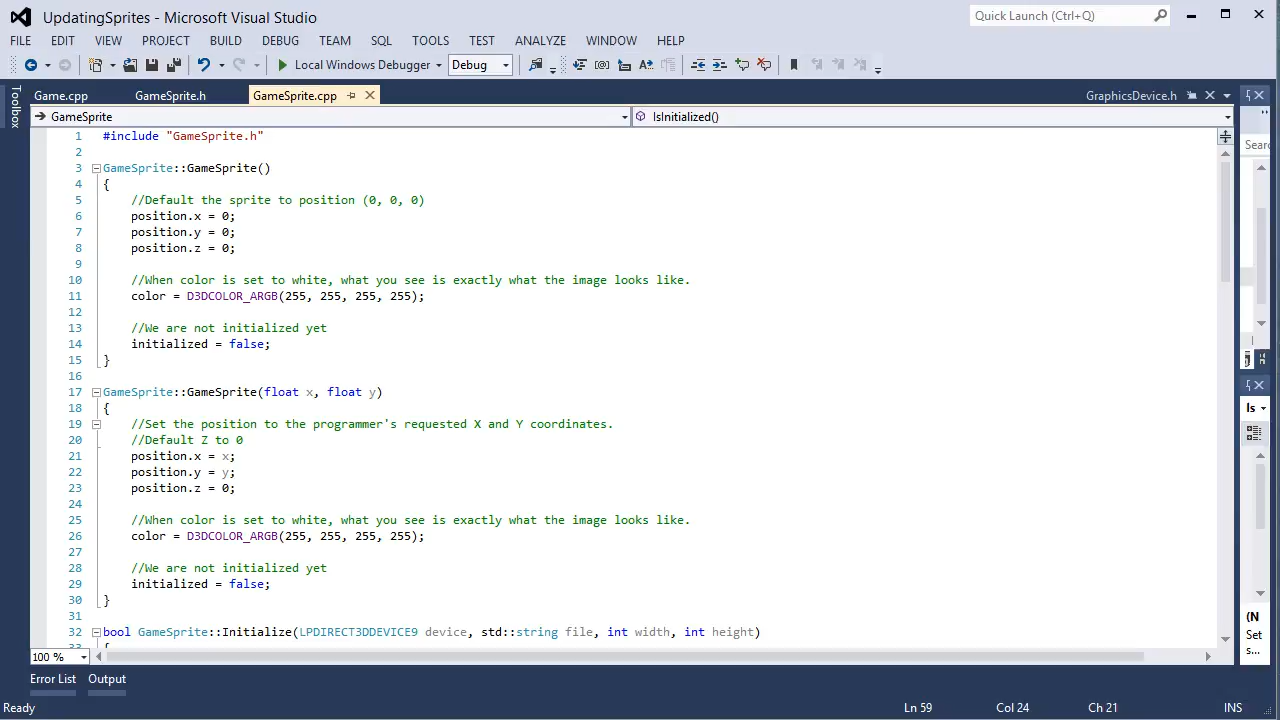 UpdatingSprites - Microsoft Visual Studio
Quick Launch (Ctrl+Q)
FILE EDIT VIEW PROJECT BUILD DEBUG TEAM SQL TOOLS TEST ANALYZE WINDOW HELP
Local Windows Debugger Debug
Toolbox
Game.cpp GameSprite.h GameSprite.cpp GraphicsDevice.h
GameSprite IsInitialized()
1 #include "GameSprite.h"
2
3 GameSprite::GameSprite()
4 {
5 //Default the sprite to position (0, 0, 0)
6 position.x = 0;
7 position.y = 0;
8 position.z = 0;
9
10 //When color is set to white, what you see is exactly what the image looks like.
11 color = D3DCOLOR_ARGB(255, 255, 255, 255);
12
13 //We are not initialized yet
14 initialized = false;
15 }
16
17 GameSprite::GameSprite(float x, float y)
18 {
19 //Set the position to the programmer's requested X and Y coordinates.
20 //Default Z to 0
21 position.x = x;
22 position.y = y;
23 position.z = 0;
24
25 //When color is set to white, what you see is exactly what the image looks like.
26 color = D3DCOLOR_ARGB(255, 255, 255, 255);
27
28 //We are not initialized yet
29 initialized = false;
30 }
31
32 bool GameSprite::Initialize(LPDIRECT3DDEVICE9 device, std::string file, int width, int height)
33 {
Sear
Is
(N
Set
s...
100 %
Error List Output
Ready Ln 59 Col 24 Ch 21 INS